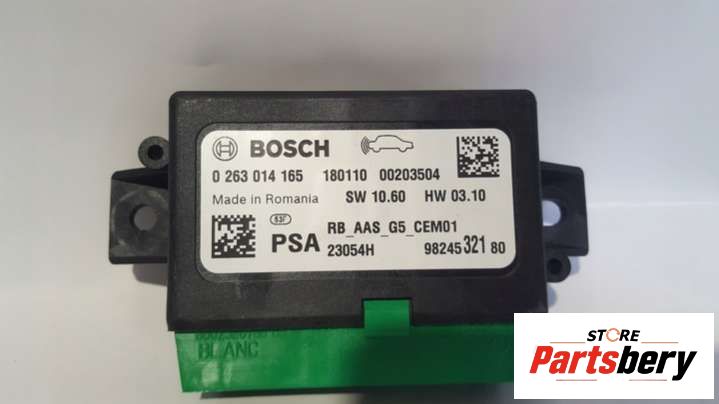 BOSCH
0 263 014 165 180110 00203504
Made in Romania SW 10.60 HW 03.10
53F
PSA RB_AAS_G5_CEM01
23054H 98245 321 80
BLANC
STORE
Partsbery